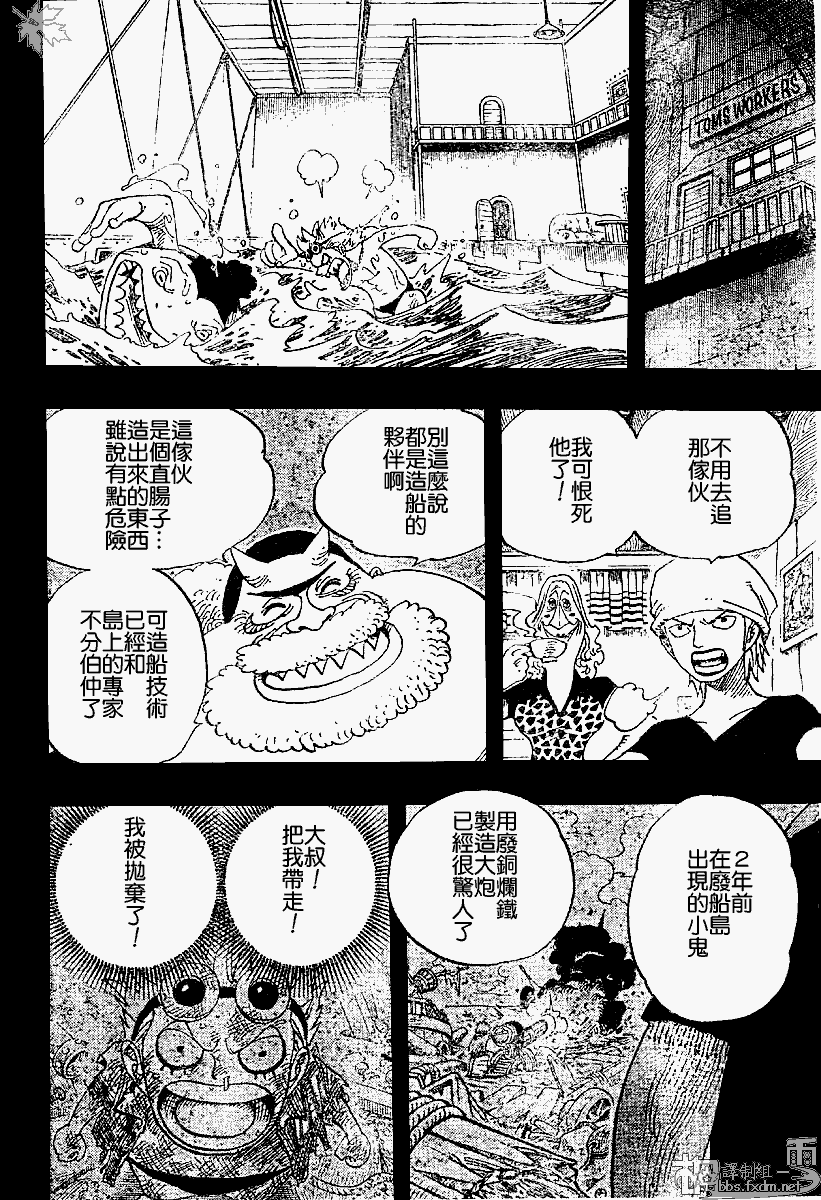 TOMS WORKERS
不用去追
那傢伙
我可恨死
他了！
別這麼說
都是造船的
夥伴啊
這傢伙
是個直腸子…
造出來的東西
雖說有點危險
可造船技術
已經和
島上的專家
不分伯仲了
2年前
在廢船島
出現的小鬼
用廢銅爛鐵
製造大炮
已經很驚人了
大叔！
把我帶走！
我被拋棄了！
譯制組
bbs.fxdm.net